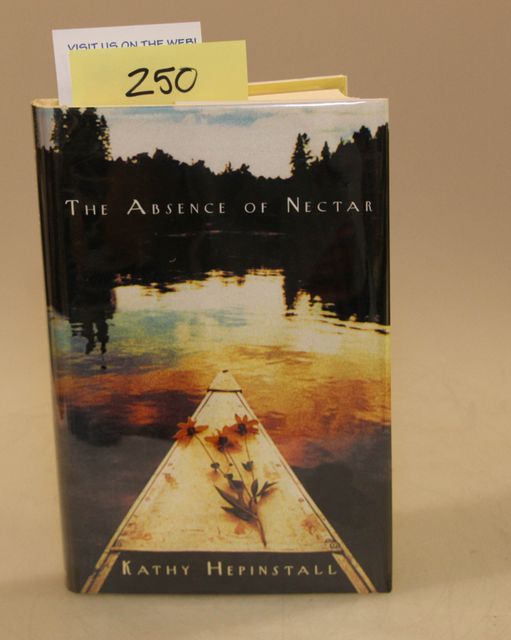 VISIT US ON THE WEB!
250
THE ABSENCE OF NECTAR
KATHY HEPINSTALL